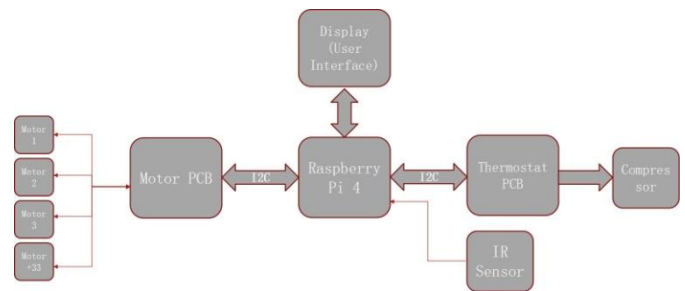 Display
(User
Interface)
Motor
1
Motor
2
Motor
3
Motor
+33
Motor PCB
I2C
Raspberry
Pi 4
I2C
Thermostat
PCB
Compres
sor
IR
Sensor